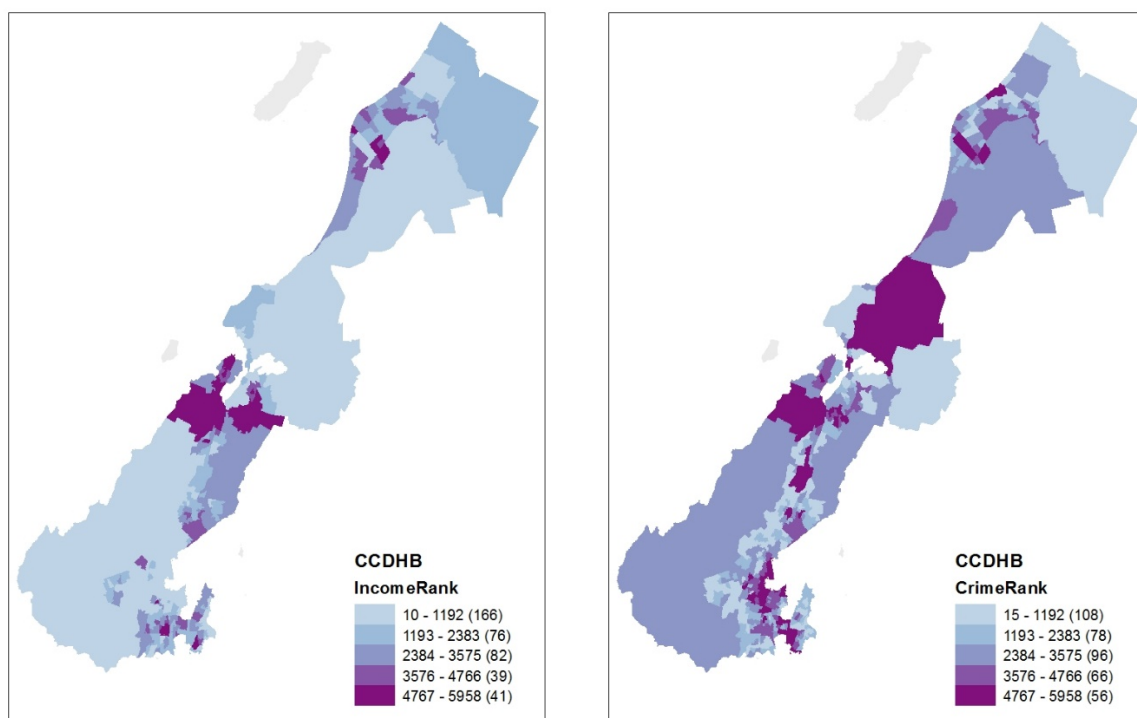 CCDHB
IncomeRank
10 - 1192 (166)
1193 - 2383 (76)
2384 - 3575 (82)
3576 - 4766 (39)
4767 - 5958 (41)
CCDHB
CrimeRank
15 - 1192 (108)
1193 - 2383 (78)
2384 - 3575 (96)
3576 - 4766 (66)
4767 - 5958 (56)